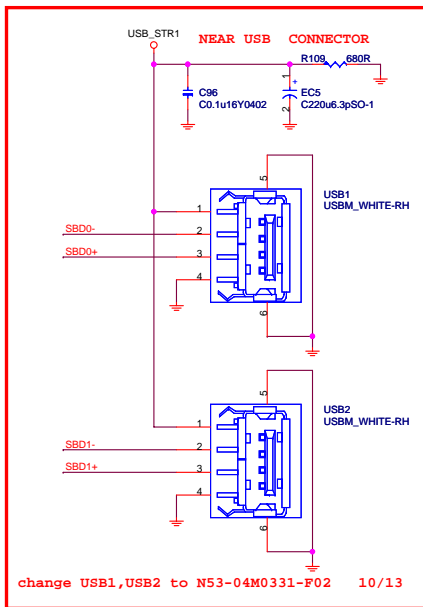 USB_STR1
NEAR USB CONNECTOR
R109 680R
C96
C0.1u16Y0402
1
+
EC5
2
C220u6.3pSO-1
5
USB1
USBM_WHITE-RH
1
SBD0-
2
SBD0+
3
4
6
5
USB2
USBM_WHITE-RH
1
SBD1-
2
SBD1+
3
4
6
change USB1,USB2 to N53-04M0331-F02 10/13